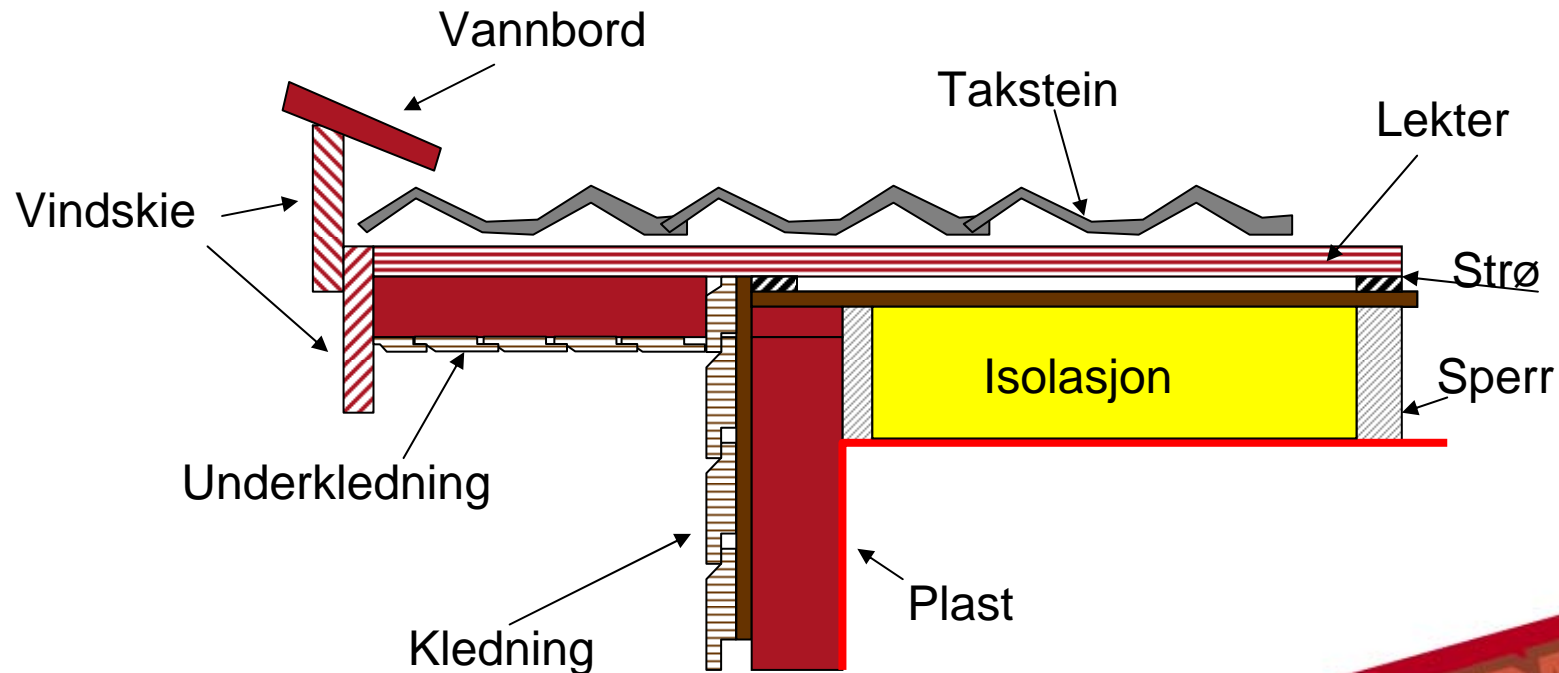 Vannbord
Takstein
Lekter
Vindskie
Strø
Isolasjon
Sperr
Underkledning
Plast
Kledning